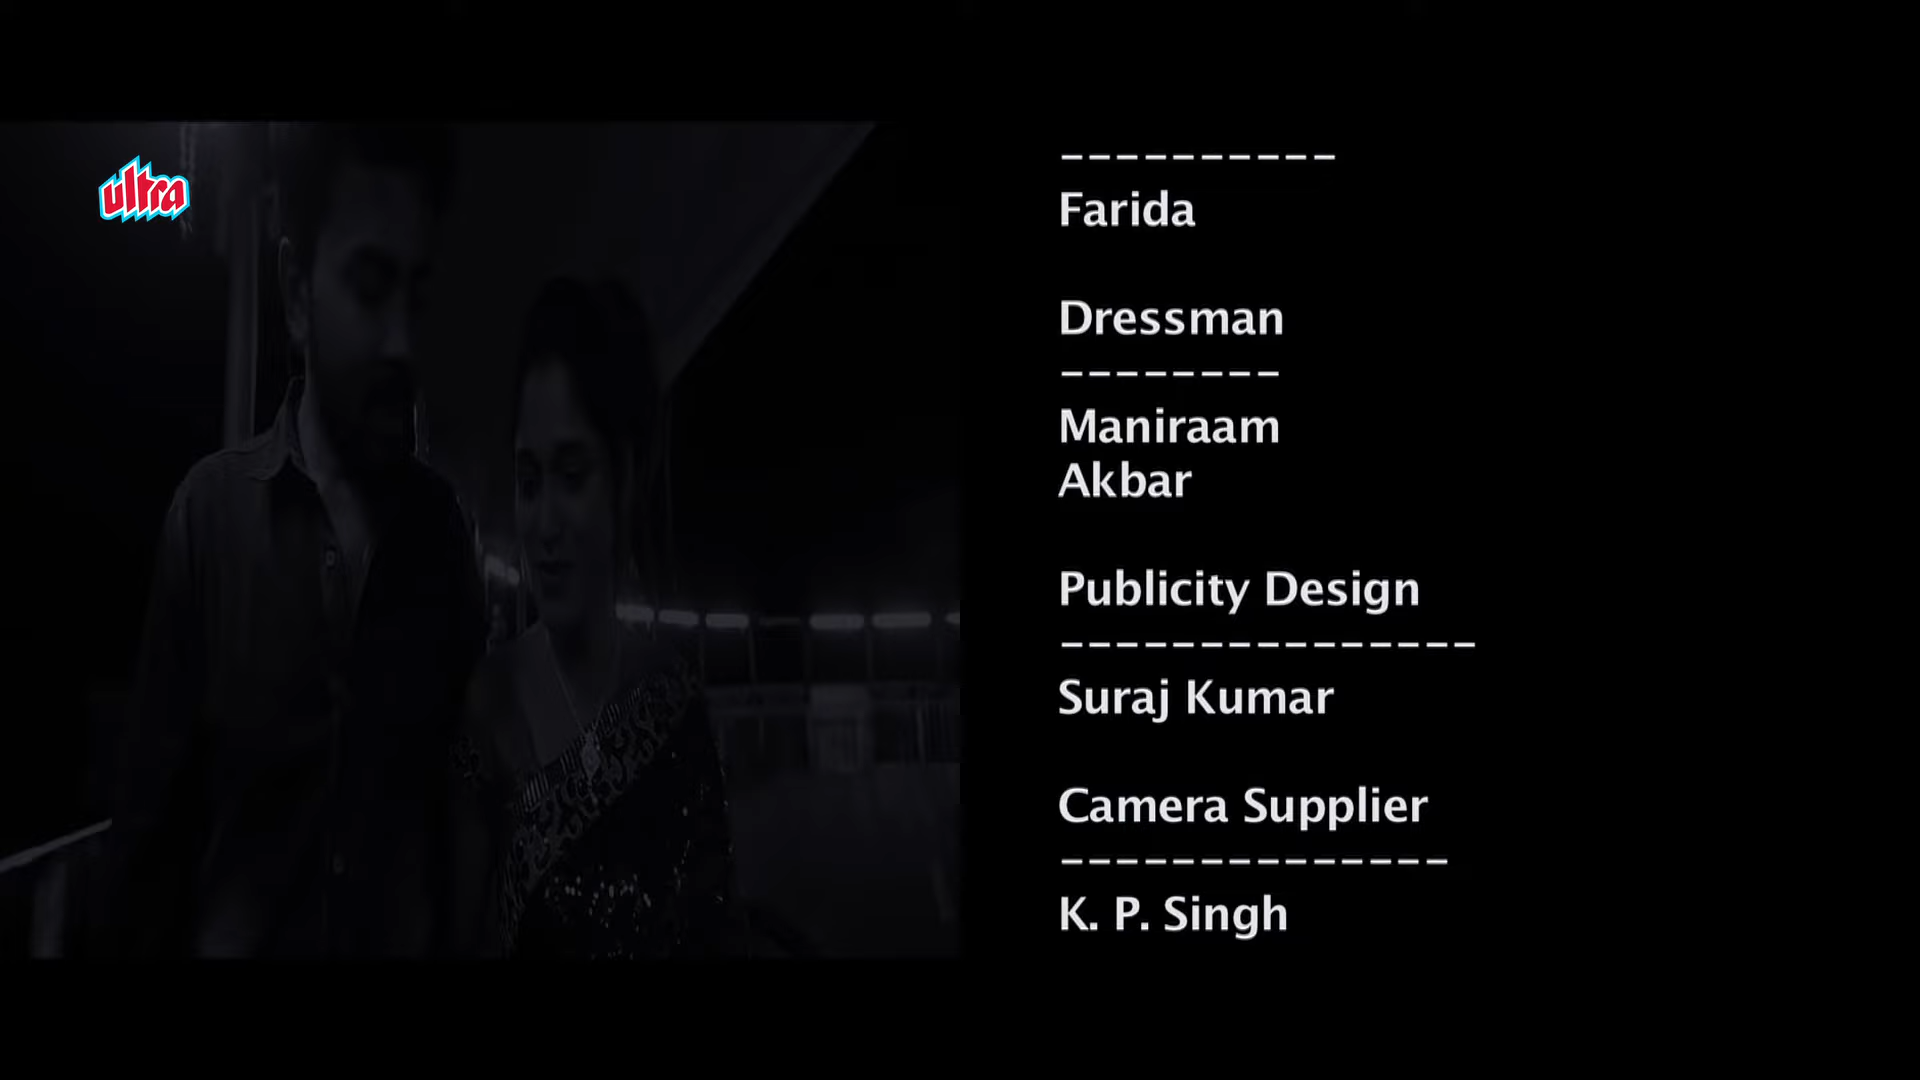 ultra
----------
Farida
Dressman
--------
Maniraam
Akbar
Publicity Design
---------------
Suraj Kumar
Camera Supplier
--------------
K. P. Singh